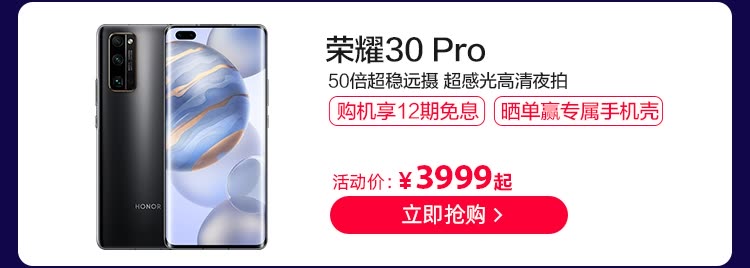 荣耀30 Pro
50倍超稳远摄 超感光高清夜拍
购机享12期免息 晒单赢专属手机壳
活动价：¥3999起
立即抢购 >
HONOR